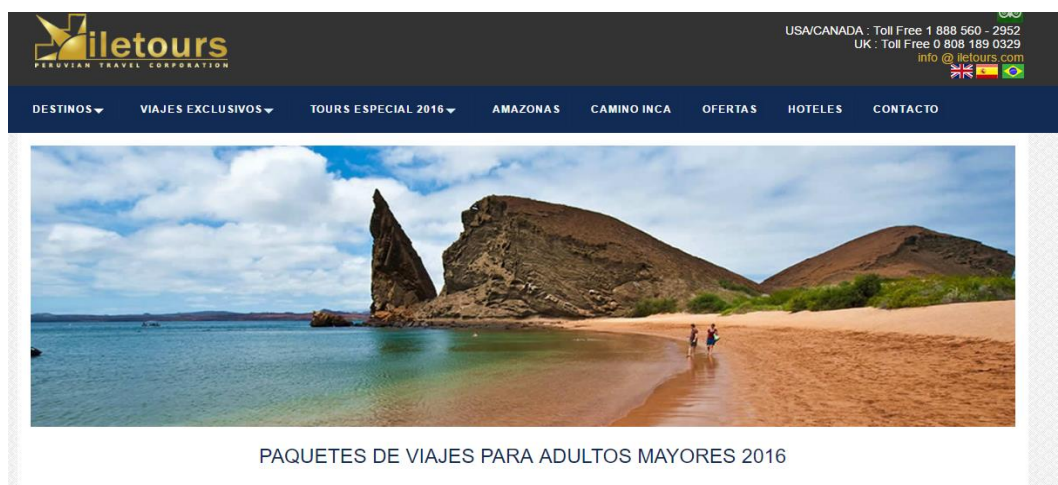 iletours
PERUVIAN TRAVEL CORPORATION
USA/CANADA : Toll Free 1 888 560 - 2952
UK : Toll Free 0 808 189 0329
info @ iletours.com
DESTINOS VIAJES EXCLUSIVOS TOURS ESPECIAL 2016 AMAZONAS CAMINO INCA OFERTAS HOTELES CONTACTO
PAQUETES DE VIAJES PARA ADULTOS MAYORES 2016